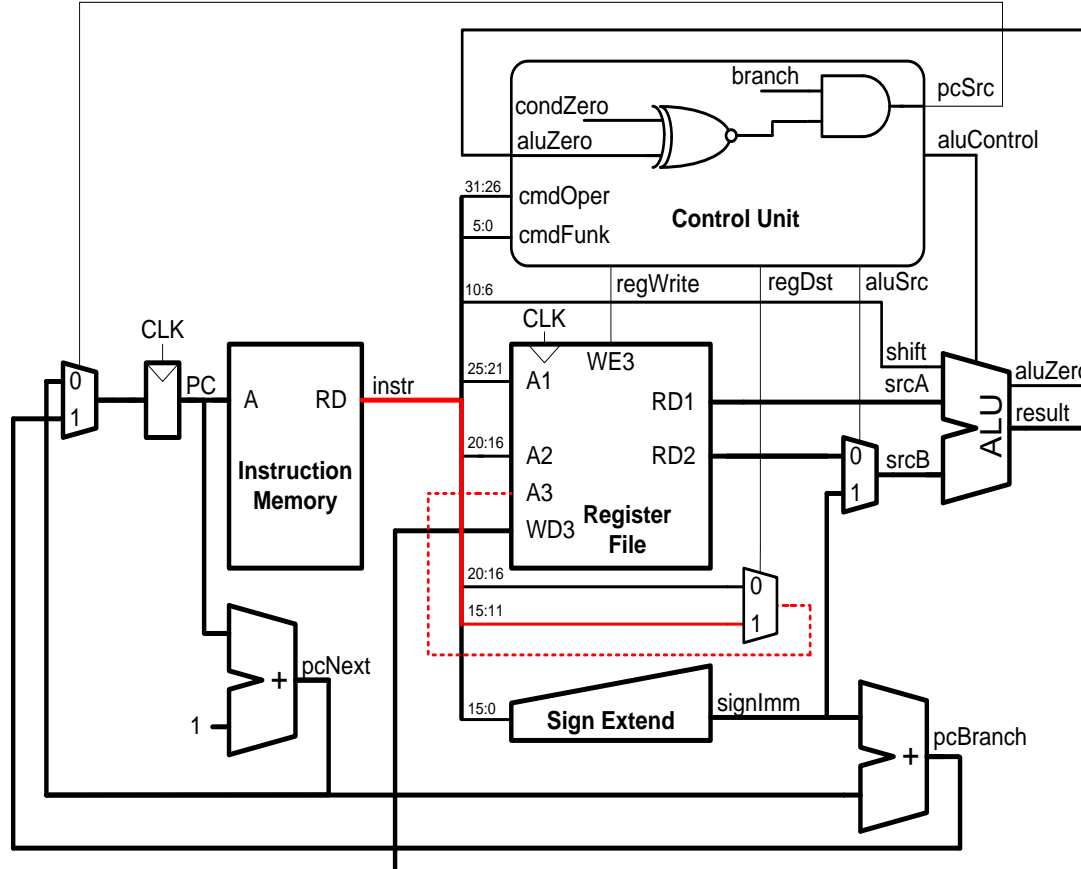 branch
pcSrc
condZero
aluZero
aluControl
31:26
cmdOper
5:0
cmdFunk
Control Unit
regWrite
regDst
aluSrc
10:6
CLK
CLK
WE3
shift
0
1
PC
A
RD
instr
25:21
A1
RD1
srcA
ALU
aluZero
result
Instruction
Memory
20:16
A2
RD2
0
1
srcB
A3
WD3
Register
File
20:16
0
15:11
1
pcNext
+
1
15:0
Sign Extend
signImm
pcBranch
+